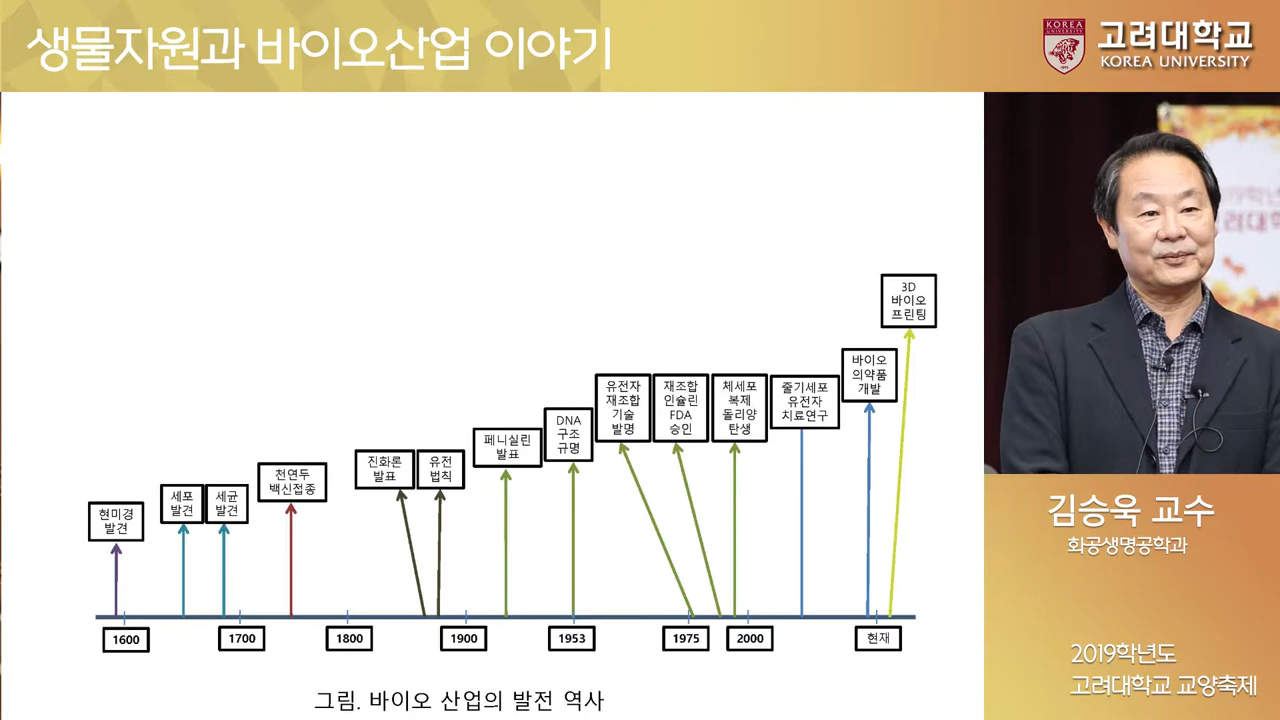 생물자원과 바이오산업 이야기
KOREA
UNIVERSITY
고려대학교
KOREA UNIVERSITY
현미경
발견
세포
발견
세균
발견
천연두
백신접종
진화론
발표
유전
법칙
페니실린
발표
DNA
구조
규명
유전자
재조합
기술
발명
재조합
인슐린
FDA
승인
체세포
복제
돌리양
탄생
줄기세포
유전자
치료연구
바이오
의약품
개발
3D
바이오
프린팅
1600
1700
1800
1900
1953
1975
2000
현재
그림. 바이오 산업의 발전 역사
김승욱 교수
화공생명공학과
2019학년도
고려대학교 교양축제